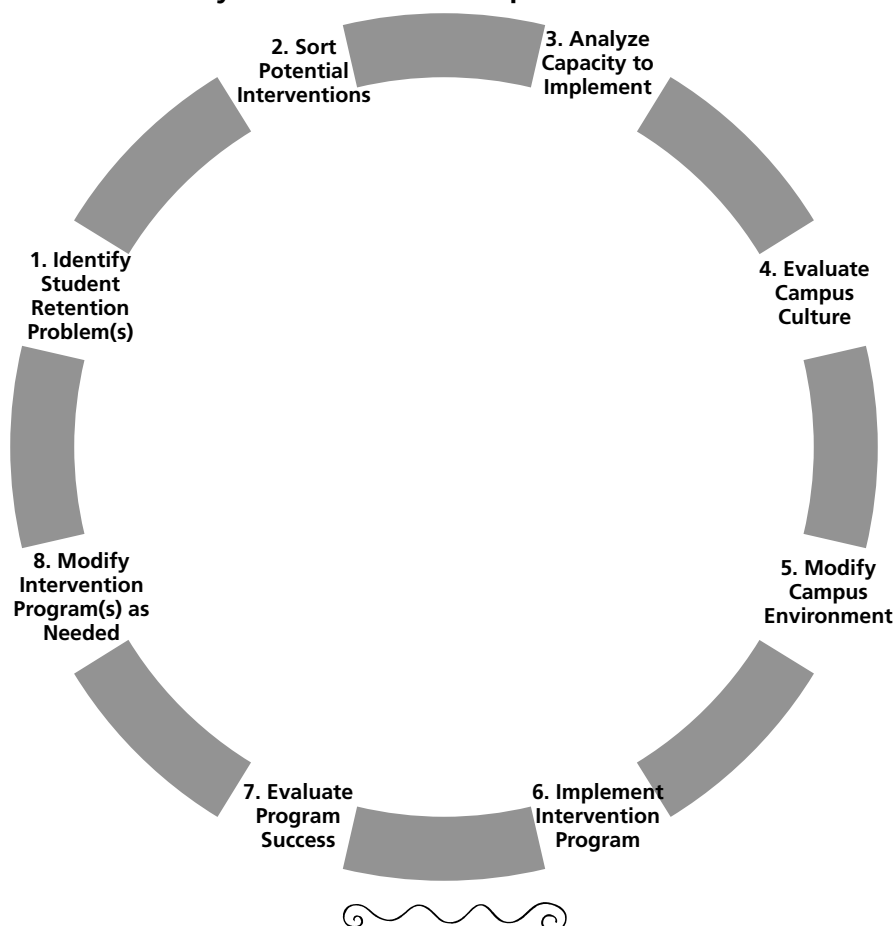 1. Identify
Student
Retention
Problem(s)
2. Sort
Potential
Interventions
3. Analyze
Capacity to
Implement
4. Evaluate
Campus
Culture
5. Modify
Campus
Environment
6. Implement
Intervention
Program
7. Evaluate
Program
Success
8. Modify
Intervention
Program(s) as
Needed